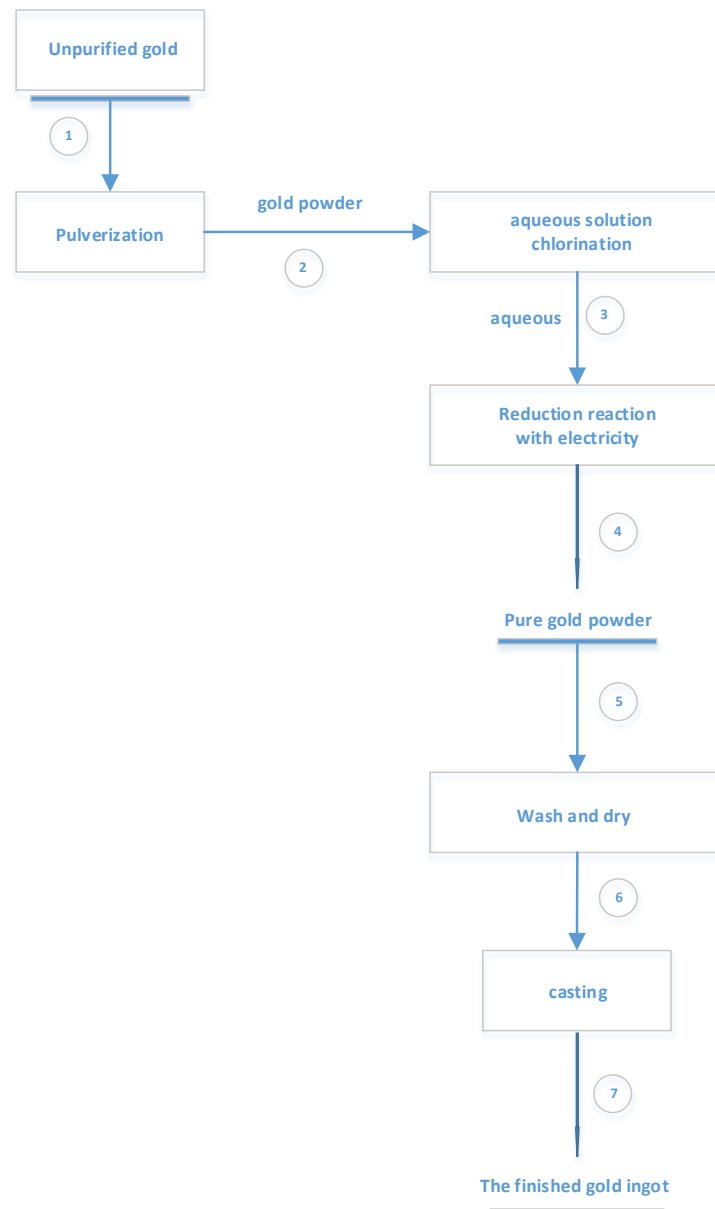 Unpurified gold
1
Pulverization
gold powder
2
aqueous solution
chlorination
aqueous
3
Reduction reaction
with electricity
4
Pure gold powder
5
Wash and dry
6
casting
7
The finished gold ingot